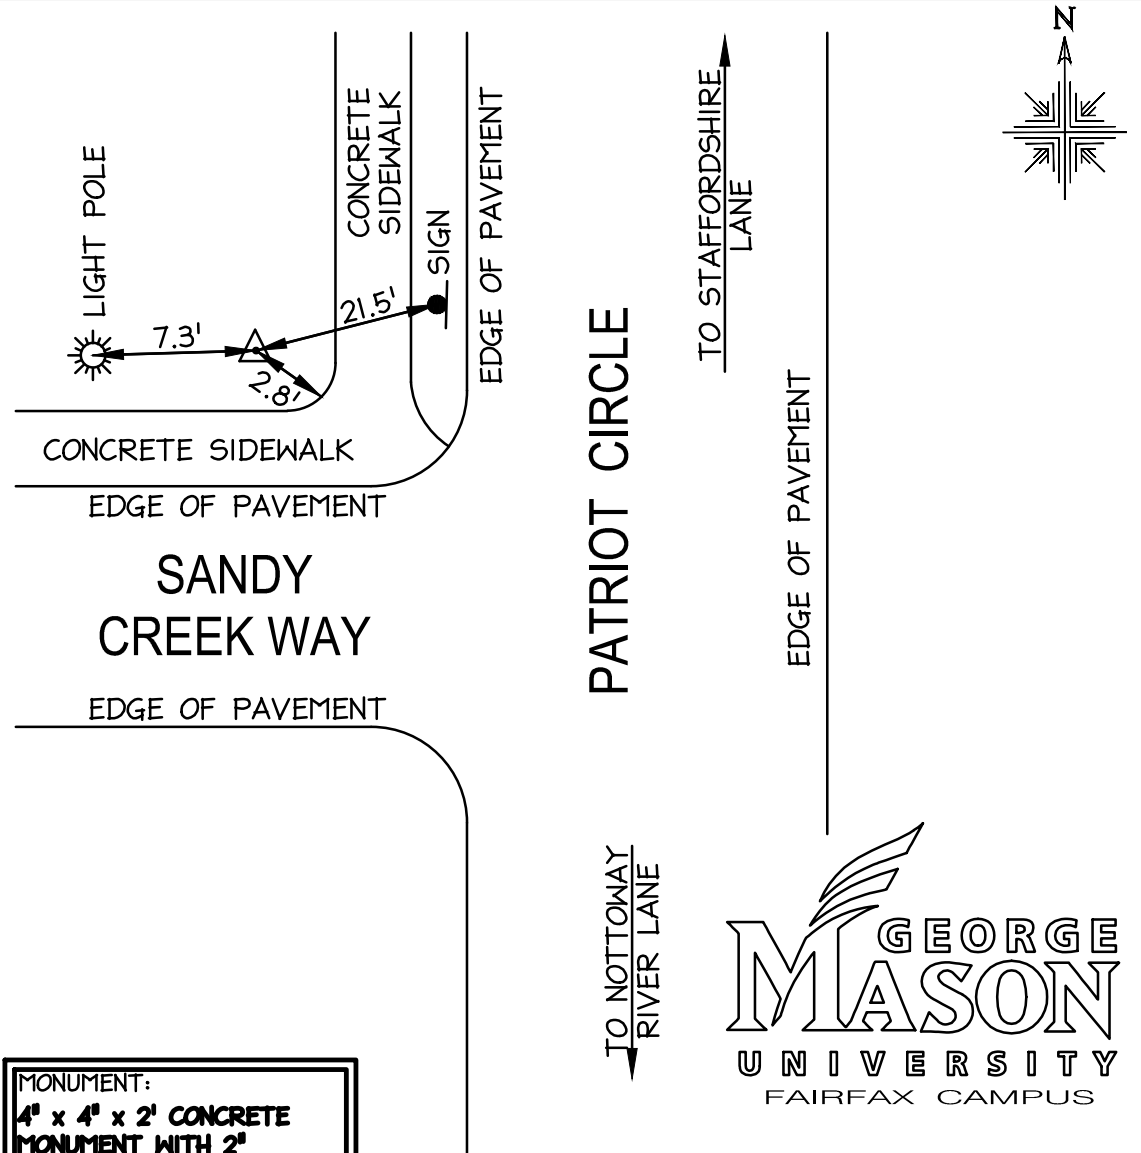 N
CONCRETE
SIDEWALK
EDGE OF PAVEMENT
TO STAFFORDSHIRE
LANE
LIGHT POLE
SIGN
21.5'
7.3'
2.8'
CONCRETE SIDEWALK
EDGE OF PAVEMENT
PATRIOT CIRCLE
EDGE OF PAVEMENT
SANDY
CREEK WAY
EDGE OF PAVEMENT
TO NOTTOWAY
RIVER LANE
GEORGE
MASON
UNIVERSITY
FAIRFAX CAMPUS
MONUMENT:
4" x 4" x 2' CONCRETE
MONUMENT WITH 2"